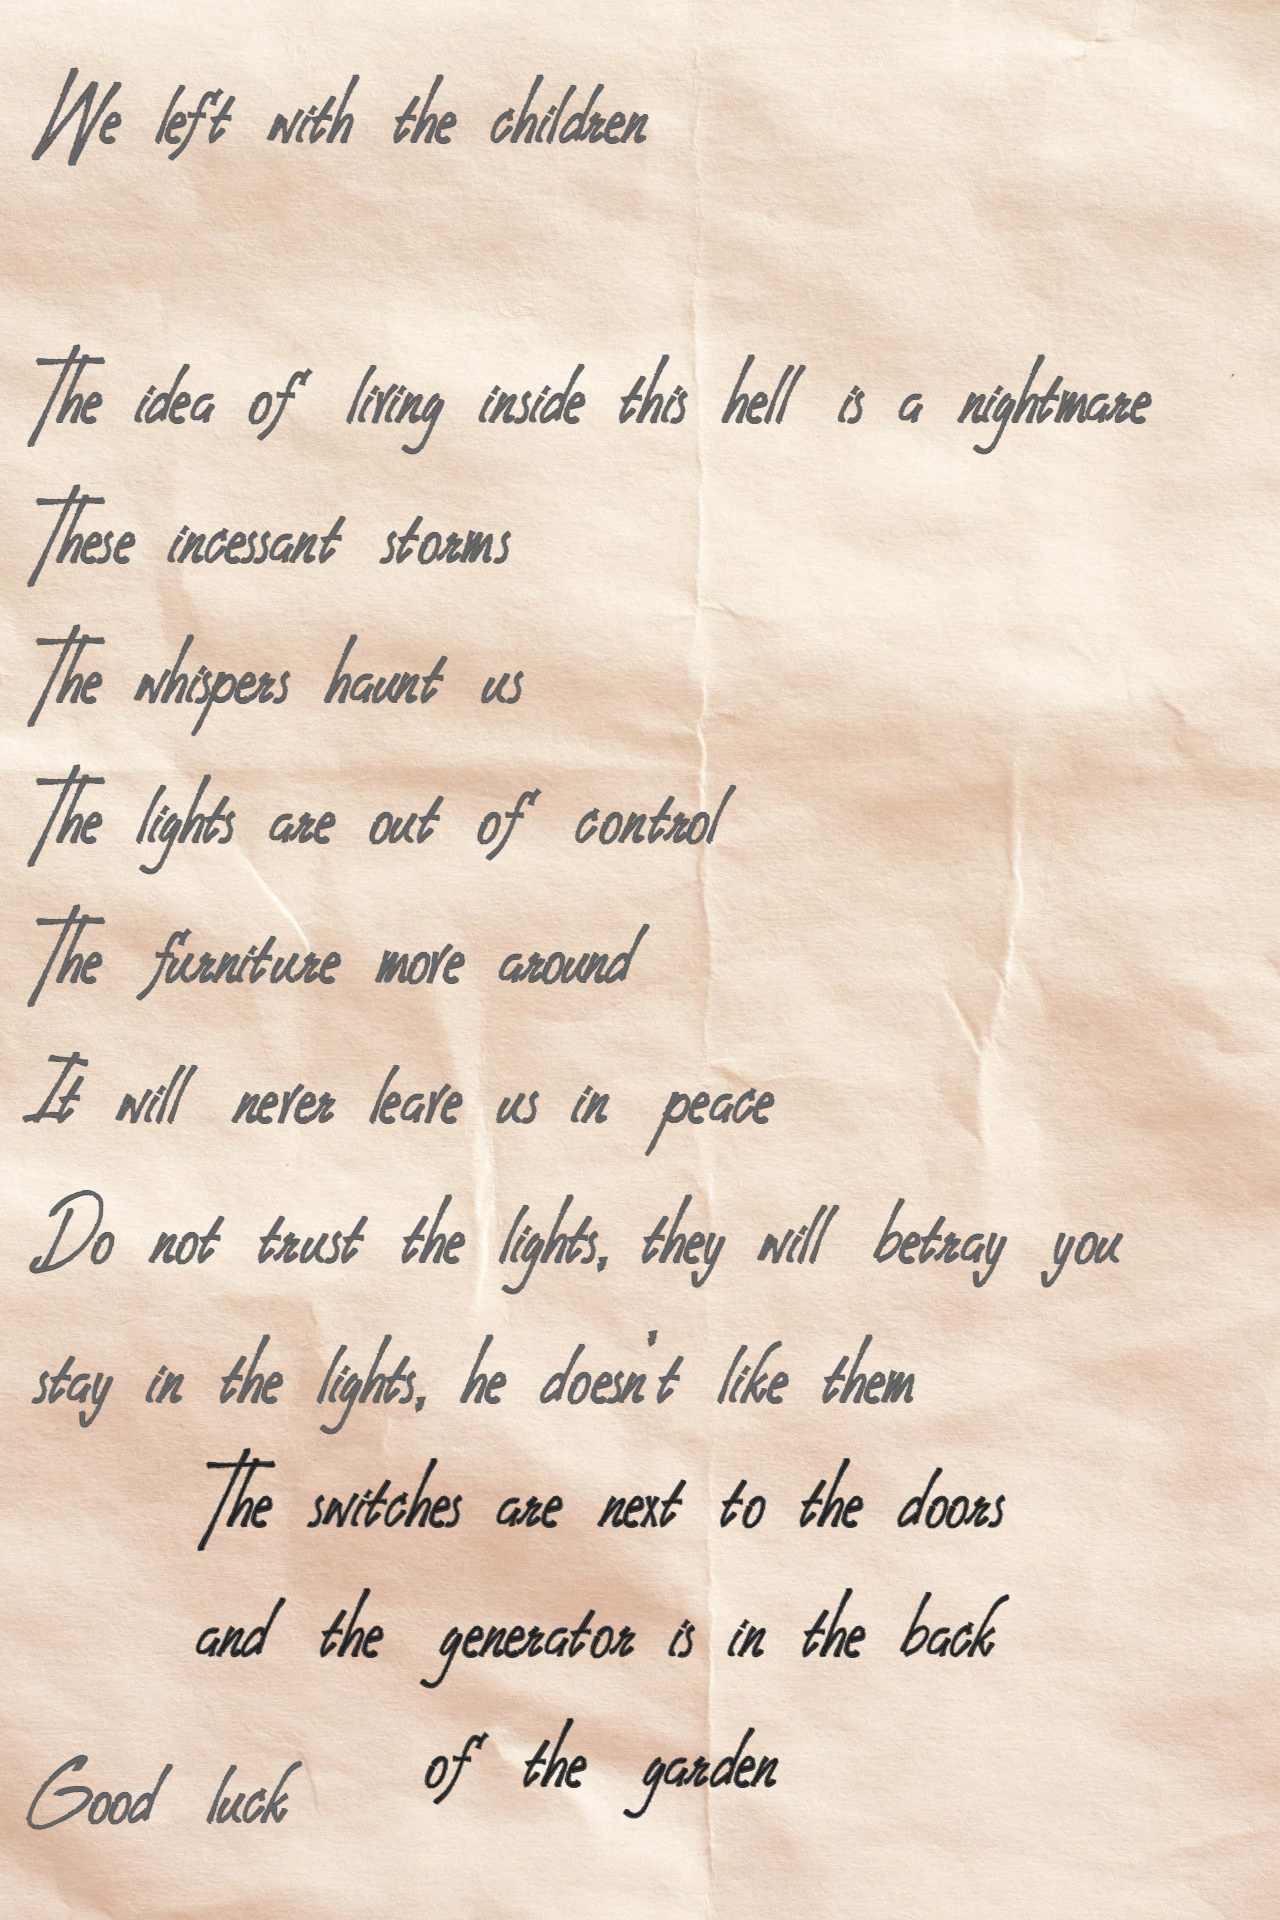 We left with the children
The idea of living inside this hell is a nightmare
These incessant storms
The whispers haunt us
The lights are out of control
The furniture move around
It will never leave us in peace
Do not trust the lights, they will betray you
stay in the lights, he doesn't like them
The switches are next to the doors
and the generator is in the back
of the garden
Good luck